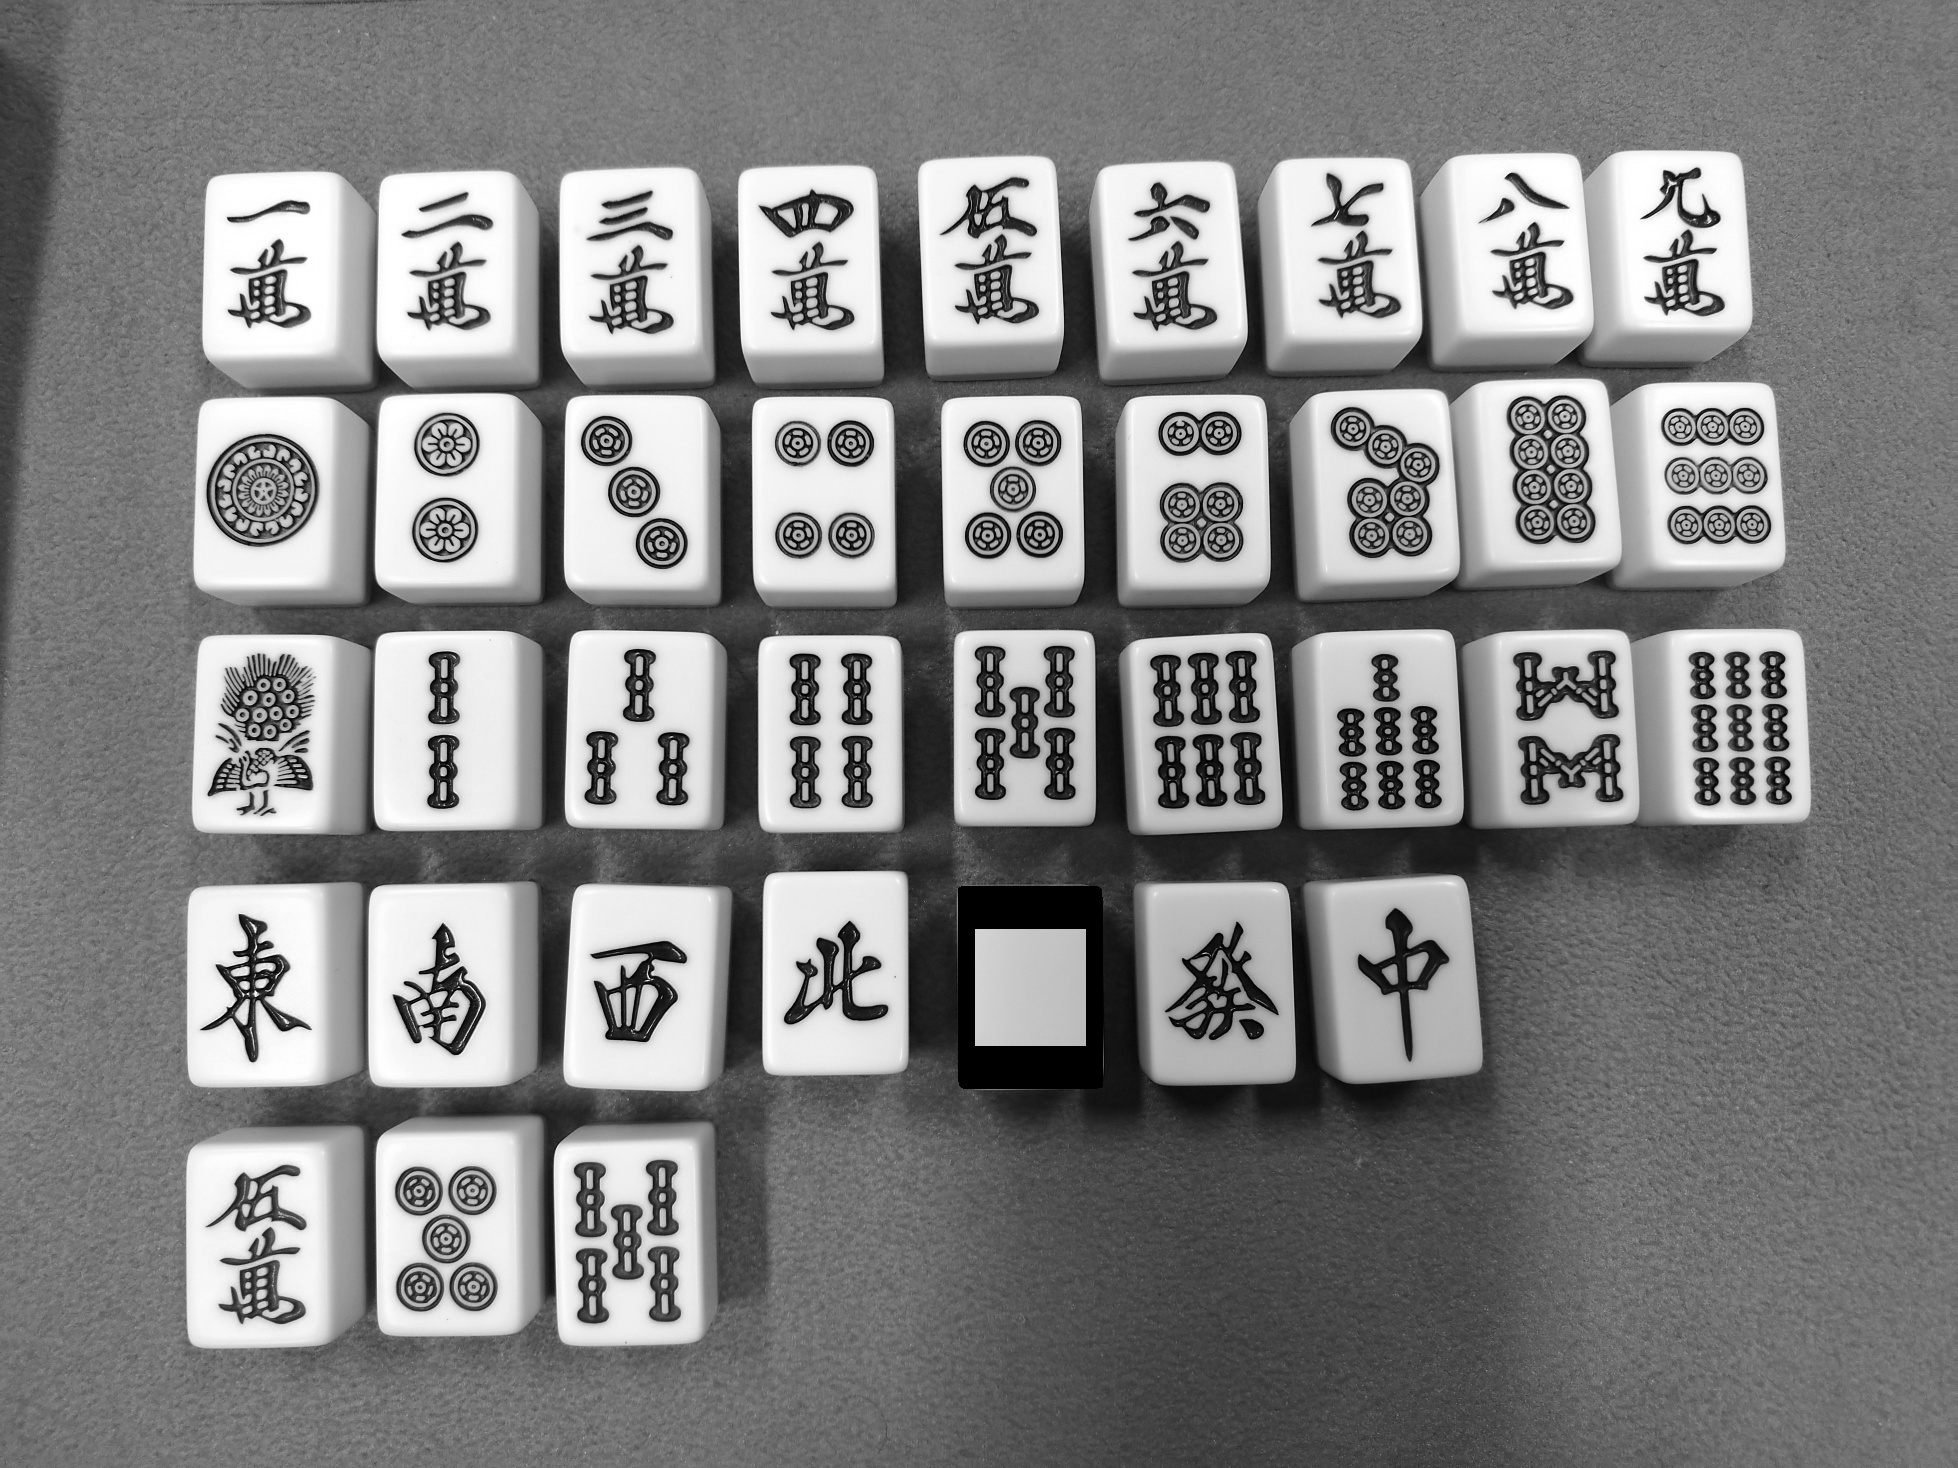 一萬 二萬 三萬 四萬 伍萬 六萬 七萬 八萬 九萬
東 南 西 北 發 中
伍萬